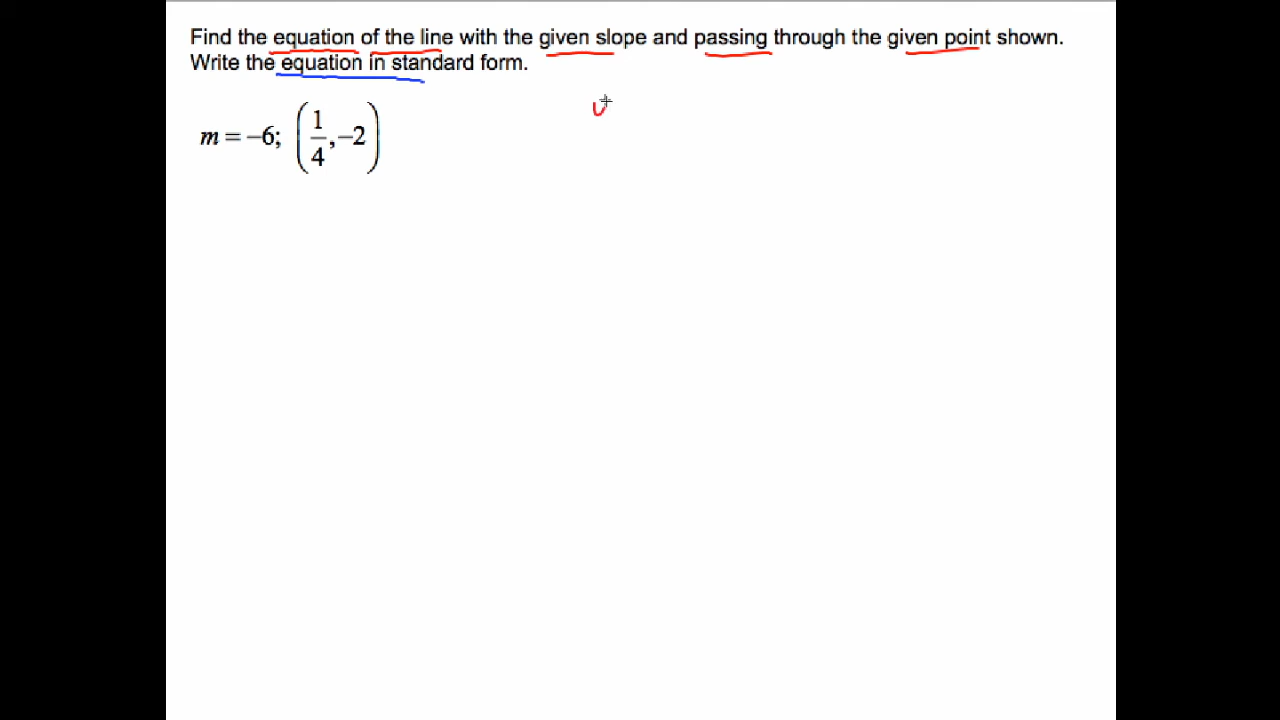 Find the equation of the line with the given slope and passing through the given point shown.
Write the equation in standard form.
m = −6; (1/4, −2)